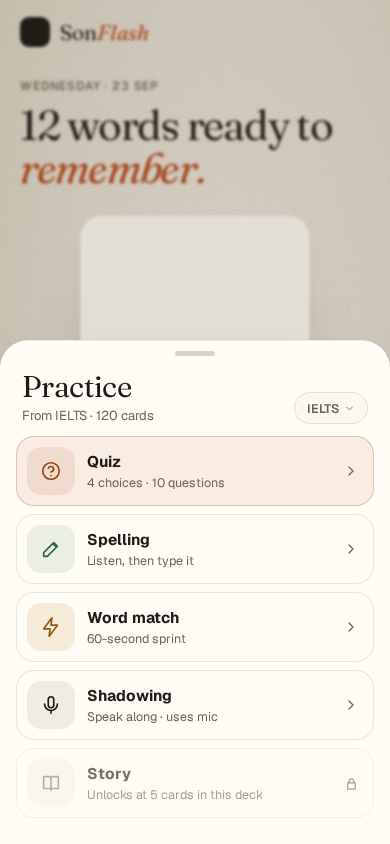 SonFlash
WEDNESDAY · 23 SEP
12 words ready to
remember.
Practice
From IELTS · 120 cards
IELTS
Quiz
4 choices · 10 questions
Spelling
Listen, then type it
Word match
60-second sprint
Shadowing
Speak along · uses mic
Story
Unlocks at 5 cards in this deck